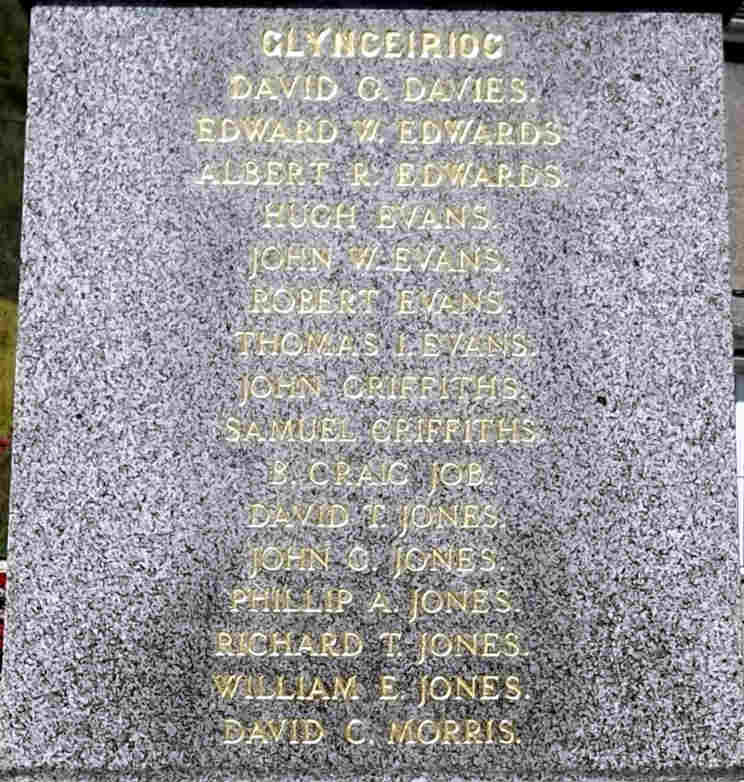 GLYNCEIRIOG
DAVID O. DAVIES.
EDWARD W. EDWARDS
ALBERT R. EDWARDS.
HUGH EVANS.
JOHN W. EVANS.
ROBERT EVANS.
THOMAS I. EVANS.
JOHN GRIFFITHS.
SAMUEL GRIFFITHS.
B. CRAIG JOB.
DAVID T. JONES.
JOHN G. JONES.
PHILLIP A. JONES.
RICHARD T. JONES.
WILLIAM E. JONES.
DAVID C. MORRIS.